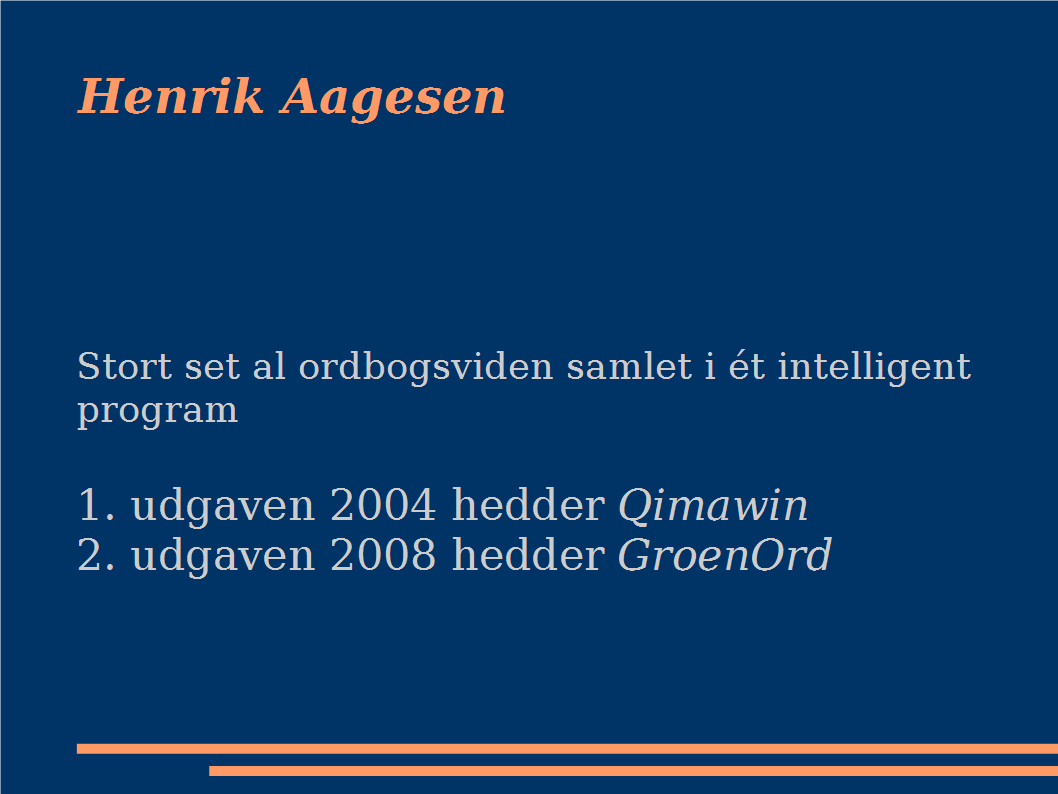 Henrik Aagesen
Stort set al ordbogsviden samlet i ét intelligent
program
1. udgaven 2004 hedder Qimawin
2. udgaven 2008 hedder GroenOrd